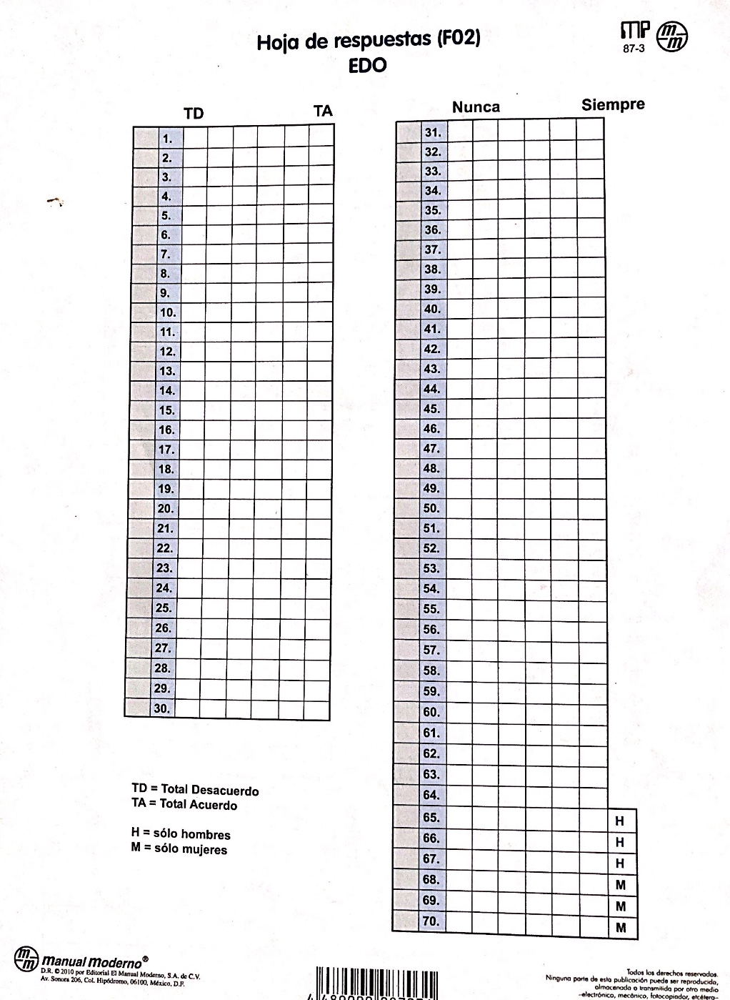 Hoja de respuestas (F02)
EDO
MP
87-3
TD TA
1.
2.
3.
4.
5.
6.
7.
8.
9.
10.
11.
12.
13.
14.
15.
16.
17.
18.
19.
20.
21.
22.
23.
24.
25.
26.
27.
28.
29.
30.
TD = Total Desacuerdo
TA = Total Acuerdo
H = sólo hombres
M = sólo mujeres
Nunca Siempre
31.
32.
33.
34.
35.
36.
37.
38.
39.
40.
41.
42.
43.
44.
45.
46.
47.
48.
49.
50.
51.
52.
53.
54.
55.
56.
57.
58.
59.
60.
61.
62.
63.
64.
65. H
66. H
67. H
68. M
69. M
70. M
Manual Moderno®
D.R. © 2010 por Editorial El Manual Moderno, S.A. de C.V.
Av. Sonora 206, Col. Hipódromo, 06100, México, D.F.
Todos los derechos reservados.
Ninguna parte de esta publicación puede ser reproducida,
almacenada o transmitida por otro medio
–electrónico, mecánico, fotocopiador, etcétera–